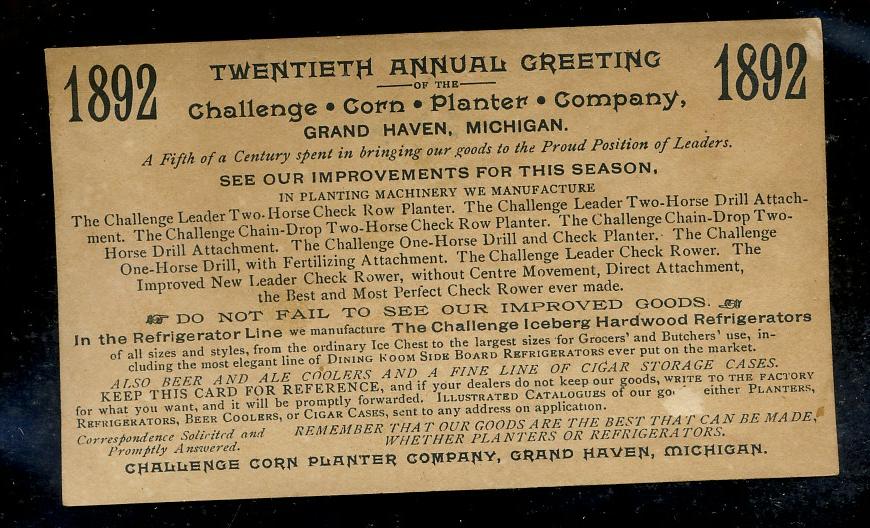 1892 TWENTIETH ANNUAL GREETING 1892
OF THE
Challenge • Corn • Planter • Company,
GRAND HAVEN, MICHIGAN.
A Fifth of a Century spent in bringing our goods to the Proud Position of Leaders.
SEE OUR IMPROVEMENTS FOR THIS SEASON,
IN PLANTING MACHINERY WE MANUFACTURE
The Challenge Leader Two-Horse Check Row Planter. The Challenge Leader Two-Horse Drill Attach-
ment. The Challenge Chain-Drop Two-Horse Check Row Planter. The Challenge Chain-Drop Two-
Horse Drill Attachment. The Challenge One-Horse Drill and Check Planter. The Challenge
One-Horse Drill, with Fertilizing Attachment. The Challenge Leader Check Rower. The
Improved New Leader Check Rower, without Centre Movement, Direct Attachment,
the Best and Most Perfect Check Rower ever made.
☞ DO NOT FAIL TO SEE OUR IMPROVED GOODS. ☜
In the Refrigerator Line we manufacture The Challenge Iceberg Hardwood Refrigerators
of all sizes and styles, from the ordinary Ice Chest to the largest sizes for Grocers' and Butchers' use, in-
cluding the most elegant line of DINING ROOM SIDE BOARD REFRIGERATORS ever put on the market.
ALSO BEER AND ALE COOLERS AND A FINE LINE OF CIGAR STORAGE CASES.
KEEP THIS CARD FOR REFERENCE, and if your dealers do not keep our goods, WRITE TO THE FACTORY
for what you want, and it will be promptly forwarded. ILLUSTRATED CATALOGUES of our either PLANTERS,
REFRIGERATORS, BEER COOLERS, or CIGAR CASES, sent to any address on application.
Correspondence Solicited and
Promptly Answered.
REMEMBER THAT OUR GOODS ARE THE BEST THAT CAN BE MADE,
WHETHER PLANTERS OR REFRIGERATORS.
CHALLENGE CORN PLANTER COMPANY, GRAND HAVEN, MICHIGAN.